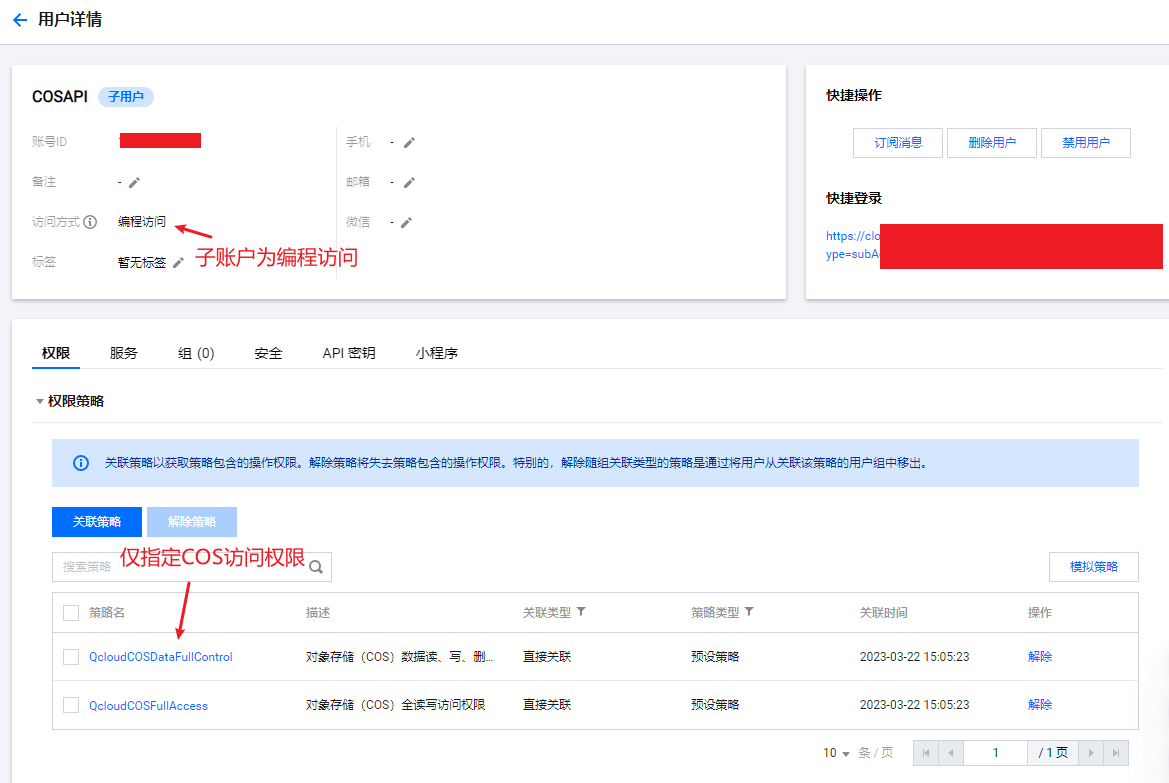 用户详情
COSAPI 子用户
账号ID
手机 -
备注 -
邮箱 -
访问方式 编程访问
微信 -
标签 暂无标签
子账户为编程访问
快捷操作
订阅消息 删除用户 禁用用户
快捷登录
https://clo
ype=subA
权限 服务 组 (0) 安全 API 密钥 小程序
权限策略
关联策略以获取策略包含的操作权限。解除策略将失去策略包含的操作权限。特别的，解除随组关联类型的策略是通过将用户从关联该策略的用户组中移出。
关联策略 解除策略
搜索策略
仅指定COS访问权限
模拟策略
策略名 描述 关联类型 策略类型 关联时间 操作
QcloudCOSDataFullControl 对象存储（COS）数据读、写、删... 直接关联 预设策略 2023-03-22 15:05:23 解除
QcloudCOSFullAccess 对象存储（COS）全读写访问权限 直接关联 预设策略 2023-03-22 15:05:23 解除
10 条 / 页 1 / 1 页